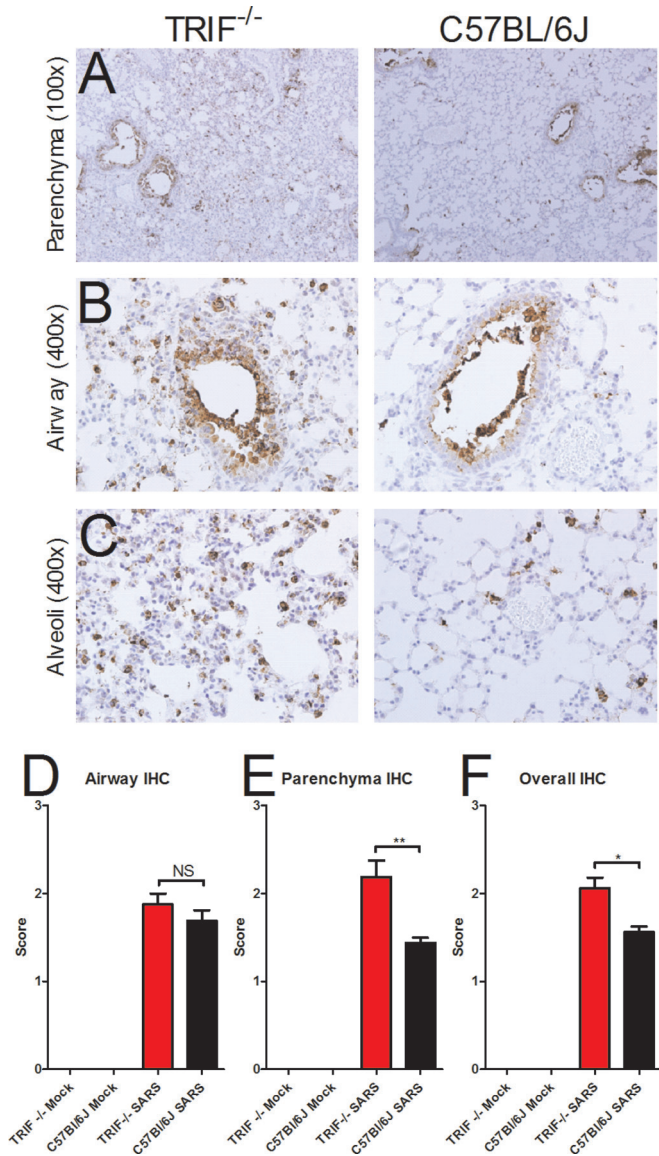 TRIF-/- C57BL/6J
A
Parenchyma (100x)
B
Airway (400x)
C
Alveoli (400x)
D Airway IHC
3
2
1
0
Score
NS
TRIF -/- Mock
C57Bl/6J Mock
TRIF-/- SARS
C57Bl/6J SARS
E Parenchyma IHC
3
2
1
0
Score
**
TRIF -/- Mock
C57Bl/6J Mock
TRIF-/- SARS
C57Bl/6J SARS
F Overall IHC
3
2
1
0
Score
*
TRIF -/- Mock
C57Bl/6J Mock
TRIF-/- SARS
C57Bl/6J SARS